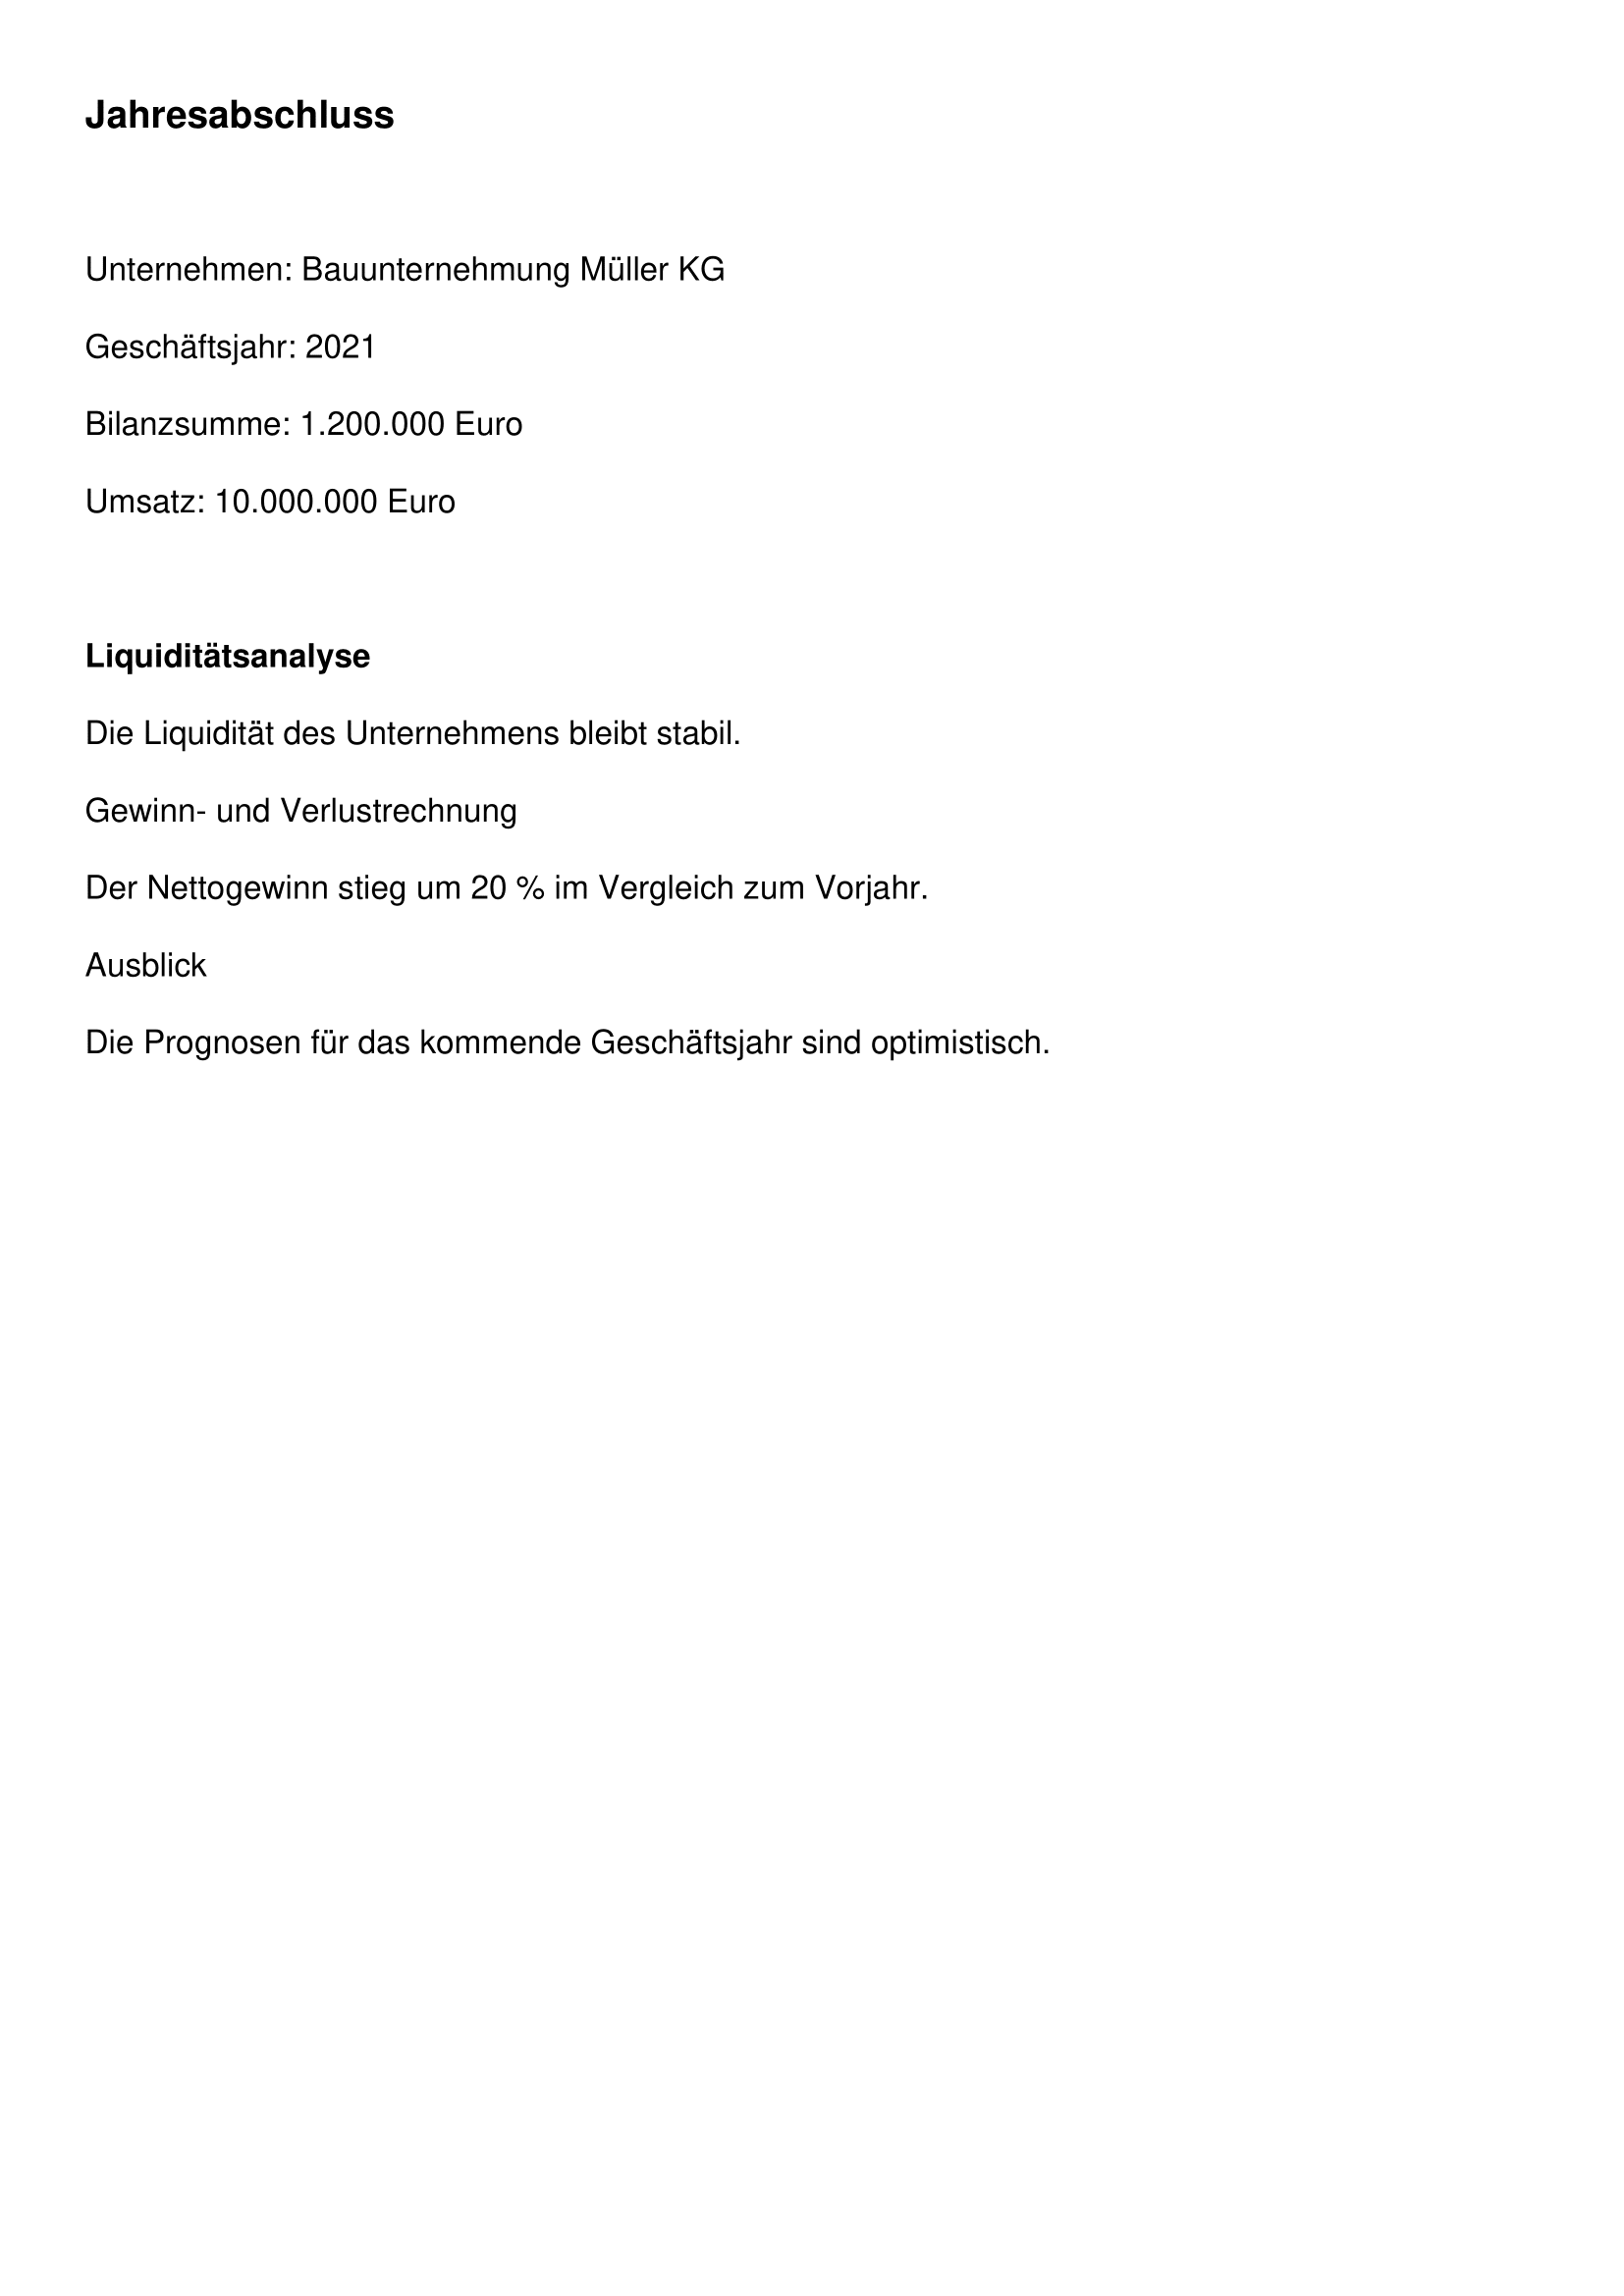 Jahresabschluss
Unternehmen: Bauunternehmung Müller KG
Geschäftsjahr: 2021
Bilanzsumme: 1.200.000 Euro
Umsatz: 10.000.000 Euro
Liquiditätsanalyse
Die Liquidität des Unternehmens bleibt stabil.
Gewinn- und Verlustrechnung
Der Nettogewinn stieg um 20 % im Vergleich zum Vorjahr.
Ausblick
Die Prognosen für das kommende Geschäftsjahr sind optimistisch.